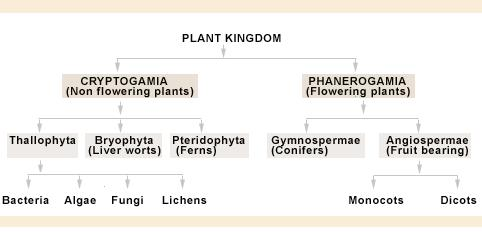 PLANT KINGDOM
CRYPTOGAMIA
(Non flowering plants)
PHANEROGAMIA
(Flowering plants)
Thallophyta
Bryophyta
(Liver worts)
Pteridophyta
(Ferns)
Gymnospermae
(Conifers)
Angiospermae
(Fruit bearing)
Bacteria
Algae
Fungi
Lichens
Monocots
Dicots